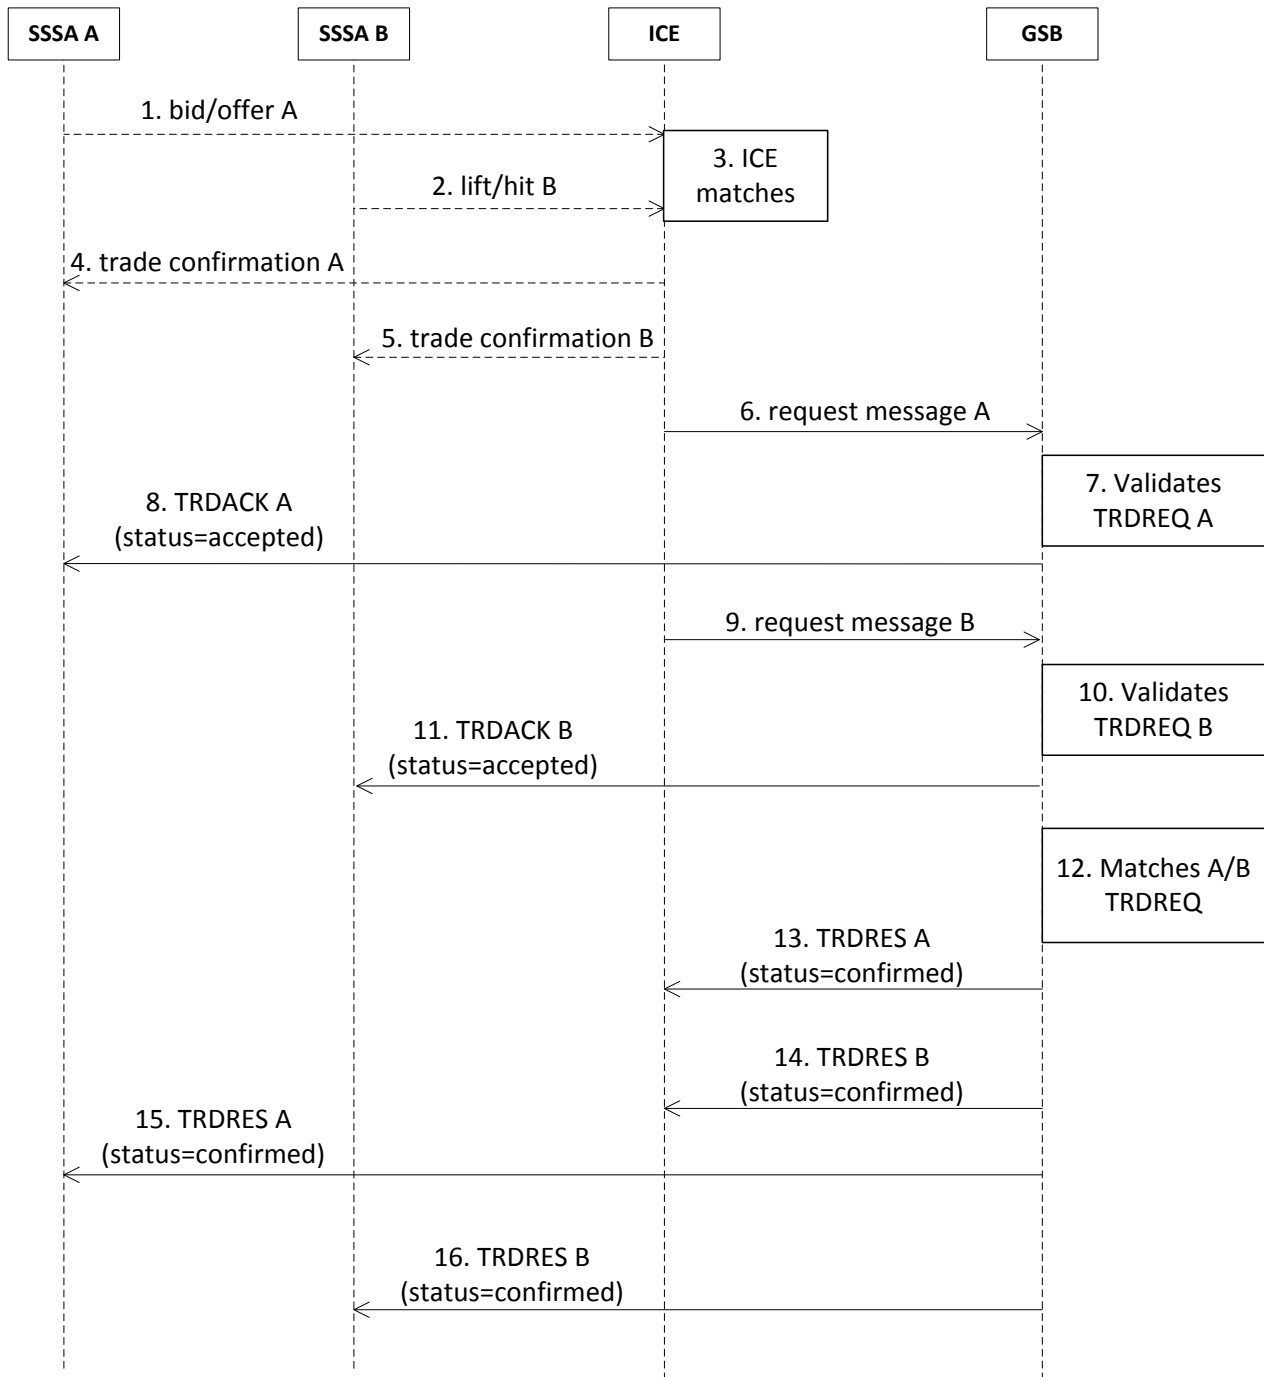 SSSA A
SSSA B
ICE
GSB
1. bid/offer A
3. ICE
matches
2. lift/hit B
4. trade confirmation A
5. trade confirmation B
6. request message A
7. Validates
TRDREQ A
8. TRDACK A
(status=accepted)
9. request message B
10. Validates
TRDREQ B
11. TRDACK B
(status=accepted)
12. Matches A/B
TRDREQ
13. TRDRES A
(status=confirmed)
14. TRDRES B
(status=confirmed)
15. TRDRES A
(status=confirmed)
16. TRDRES B
(status=confirmed)